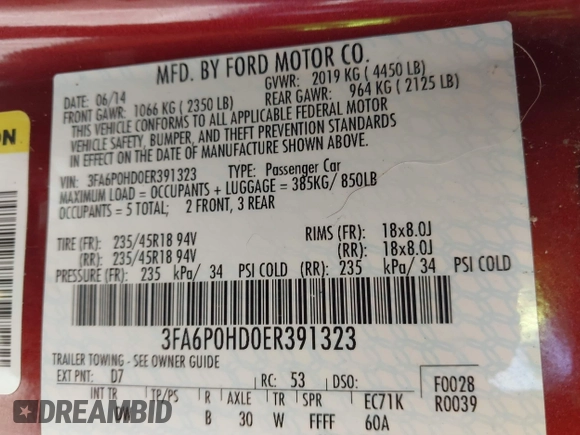 MFD. BY FORD MOTOR CO.
DATE: 06/14 GVWR: 2019 KG ( 4450 LB)
FRONT GAWR: 1066 KG ( 2350 LB) REAR GAWR: 964 KG ( 2125 LB)
THIS VEHICLE CONFORMS TO ALL APPLICABLE FEDERAL MOTOR
VEHICLE SAFETY, BUMPER, AND THEFT PREVENTION STANDARDS
IN EFFECT ON THE DATE OF MANUFACTURE SHOWN ABOVE.
VIN: 3FA6P0HD0ER391323 TYPE: Passenger Car
MAXIMUM LOAD = OCCUPANTS + LUGGAGE = 385KG/ 850LB
OCCUPANTS = 5 TOTAL; 2 FRONT, 3 REAR
TIRE (FR): 235/45R18 94V RIMS (FR): 18x8.0J
(RR): 235/45R18 94V (RR): 18x8.0J
PRESSURE (FR): 235 kPa/ 34 PSI COLD (RR): 235 kPa/ 34 PSI COLD
3FA6P0HD0ER391323
TRAILER TOWING - SEE OWNER GUIDE
EXT PNT: D7 RC: 53 DSO: F0028
INT TR TP/PS R AXLE TR SPR EC71K R0039
B 30 W FFFF 60A
DREAMBID
ON